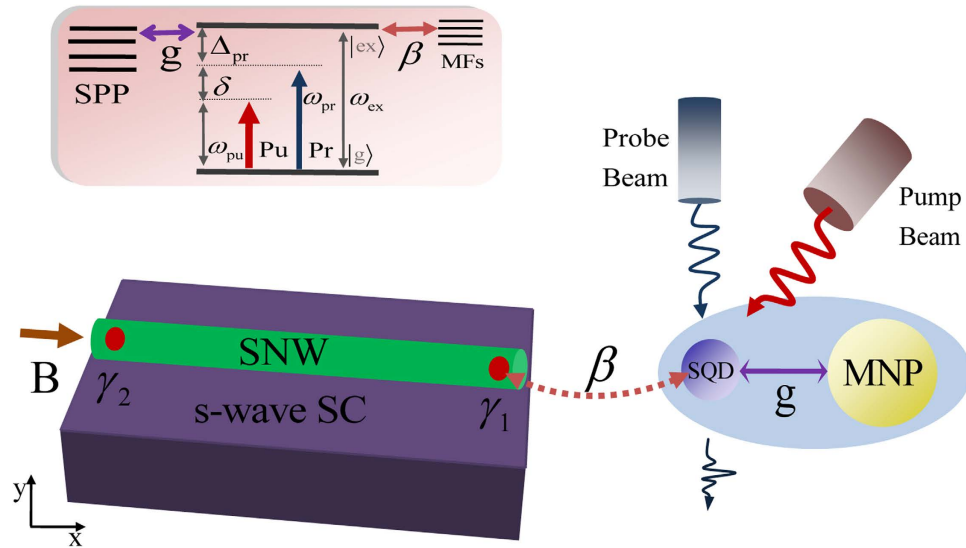 SPP
g
Δpr
δ
ωpu
Pu
Pr
ωpr
ωex
|ex⟩
|g⟩
β
MFs
Probe
Beam
Pump
Beam
B
SNW
γ2
γ1
s-wave SC
β
SQD
g
MNP
y
x